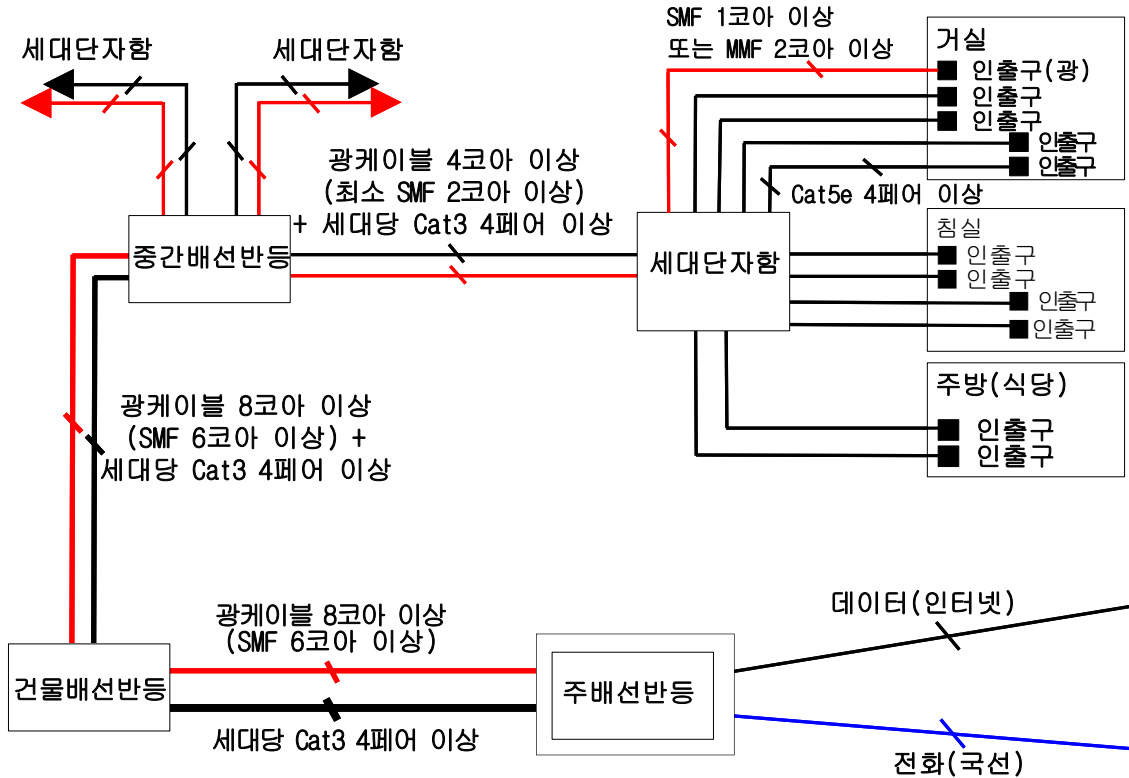 세대단자함
세대단자함
SMF 1코아 이상
또는 MMF 2코아 이상
거실
인출구(광)
인출구
인출구
인출구
인출구
Cat5e 4페어 이상
광케이블 4코아 이상
(최소 SMF 2코아 이상)
+ 세대당 Cat3 4페어 이상
중간배선반등
세대단자함
침실
인출구
인출구
인출구
인출구
주방(식당)
인출구
인출구
광케이블 8코아 이상
(SMF 6코아 이상) +
세대당 Cat3 4페어 이상
광케이블 8코아 이상
(SMF 6코아 이상)
데이터(인터넷)
건물배선반등
주배선반등
세대당 Cat3 4페어 이상
전화(국선)